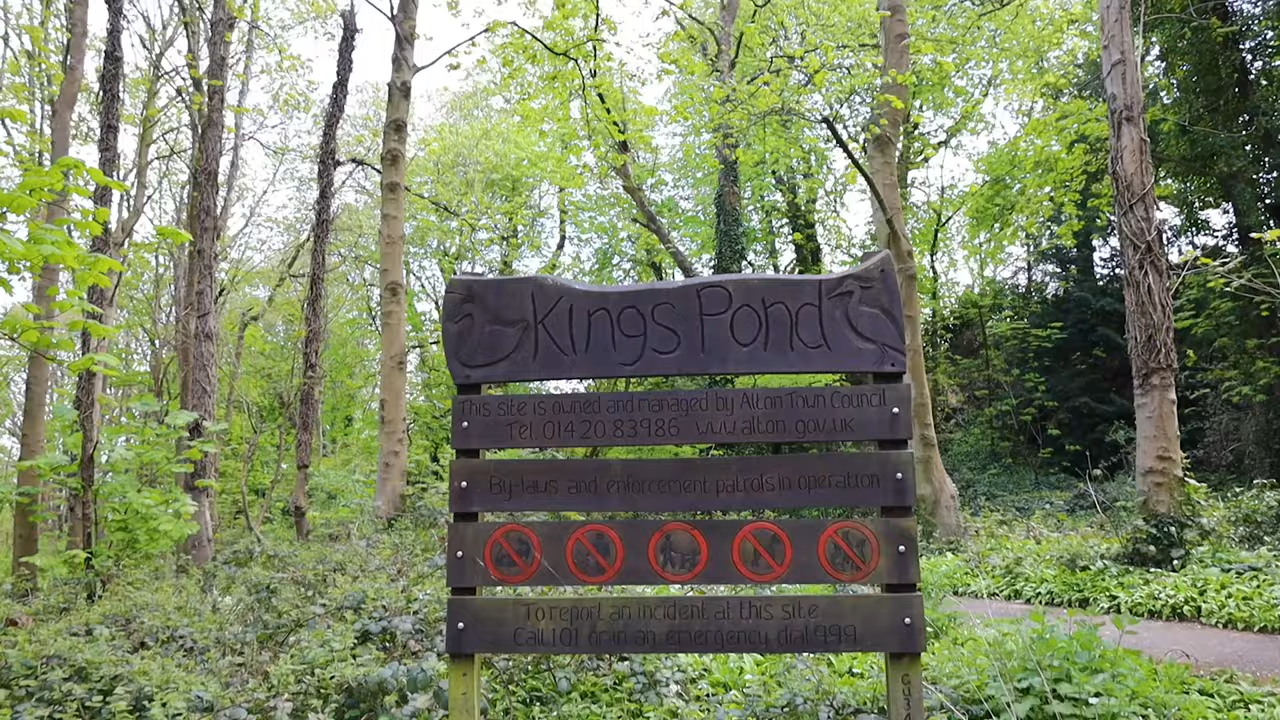 Kings Pond
This site is owned and managed by Alton Town Council
Tel. 01420 83986 www.alton.gov.uk
By-laws and enforcement patrols in operation
To report an incident at this site
Call 101 or in an emergency dial 999
GU34